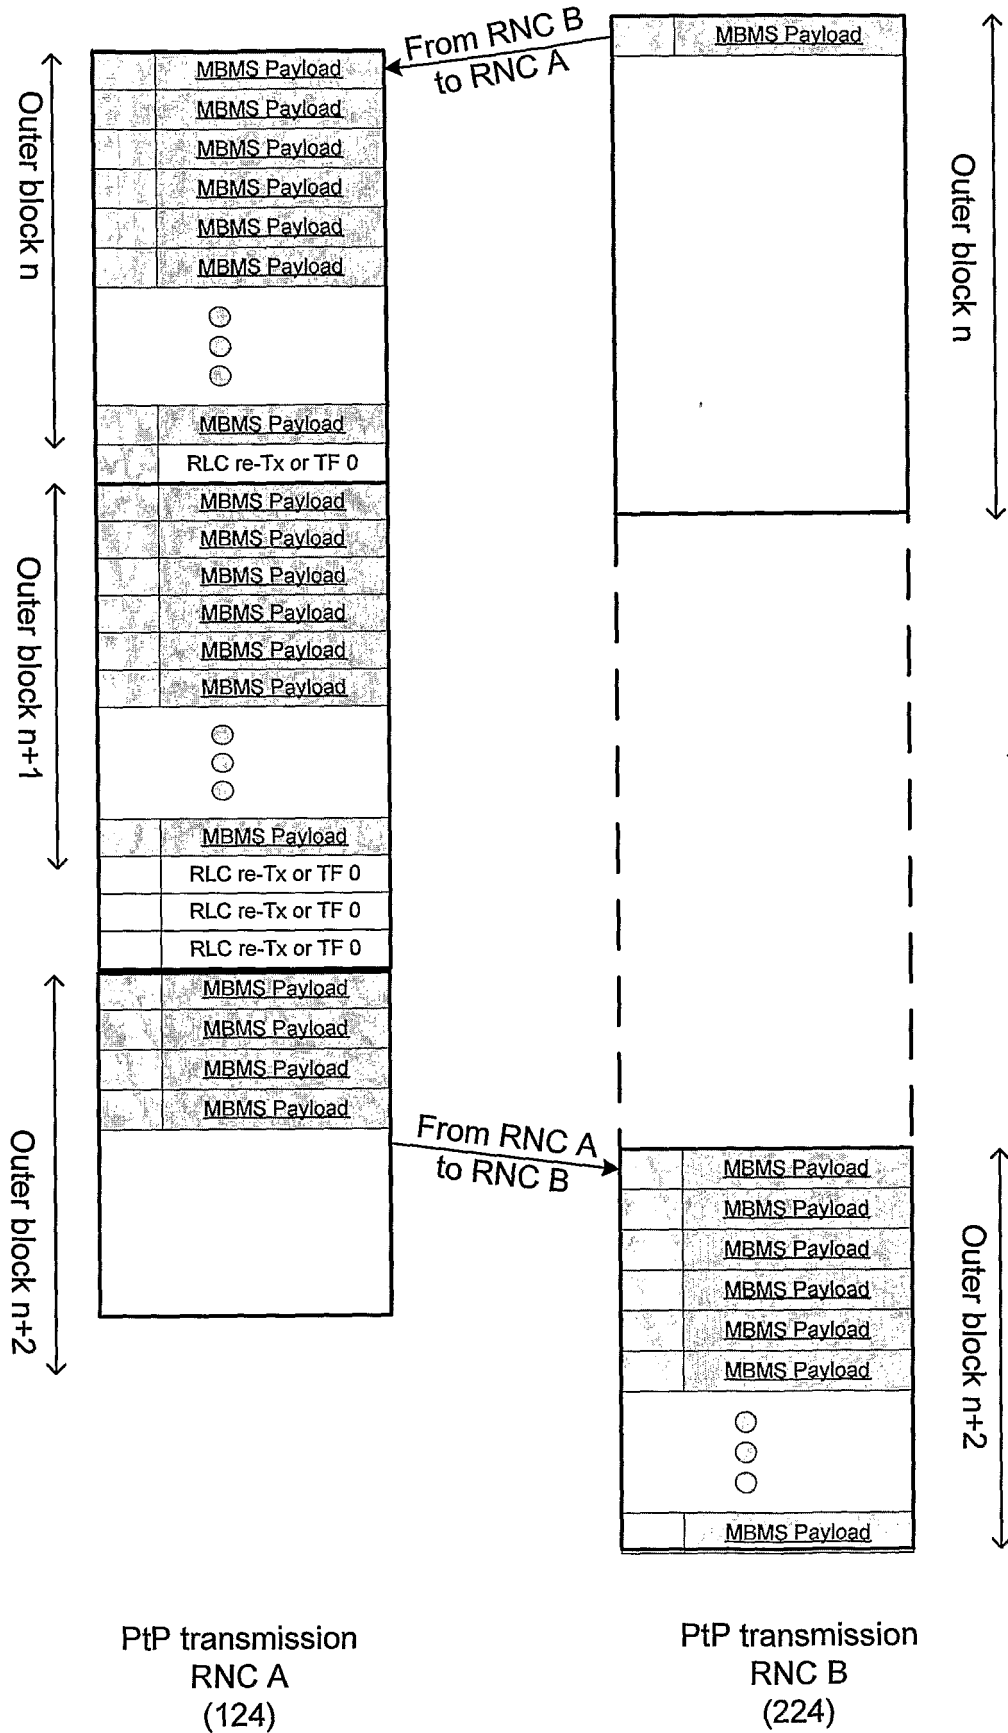 From RNC B
to RNC A
MBMS Payload
Outer block n
MBMS Payload
MBMS Payload
MBMS Payload
MBMS Payload
MBMS Payload
MBMS Payload
MBMS Payload
RLC re-Tx or TF 0
Outer block n
Outer block n+1
MBMS Payload
MBMS Payload
MBMS Payload
MBMS Payload
MBMS Payload
MBMS Payload
MBMS Payload
RLC re-Tx or TF 0
RLC re-Tx or TF 0
RLC re-Tx or TF 0
Outer block n+2
MBMS Payload
MBMS Payload
MBMS Payload
MBMS Payload
From RNC A
to RNC B
MBMS Payload
MBMS Payload
MBMS Payload
MBMS Payload
MBMS Payload
MBMS Payload
MBMS Payload
Outer block n+2
PtP transmission
RNC A
(124)
PtP transmission
RNC B
(224)